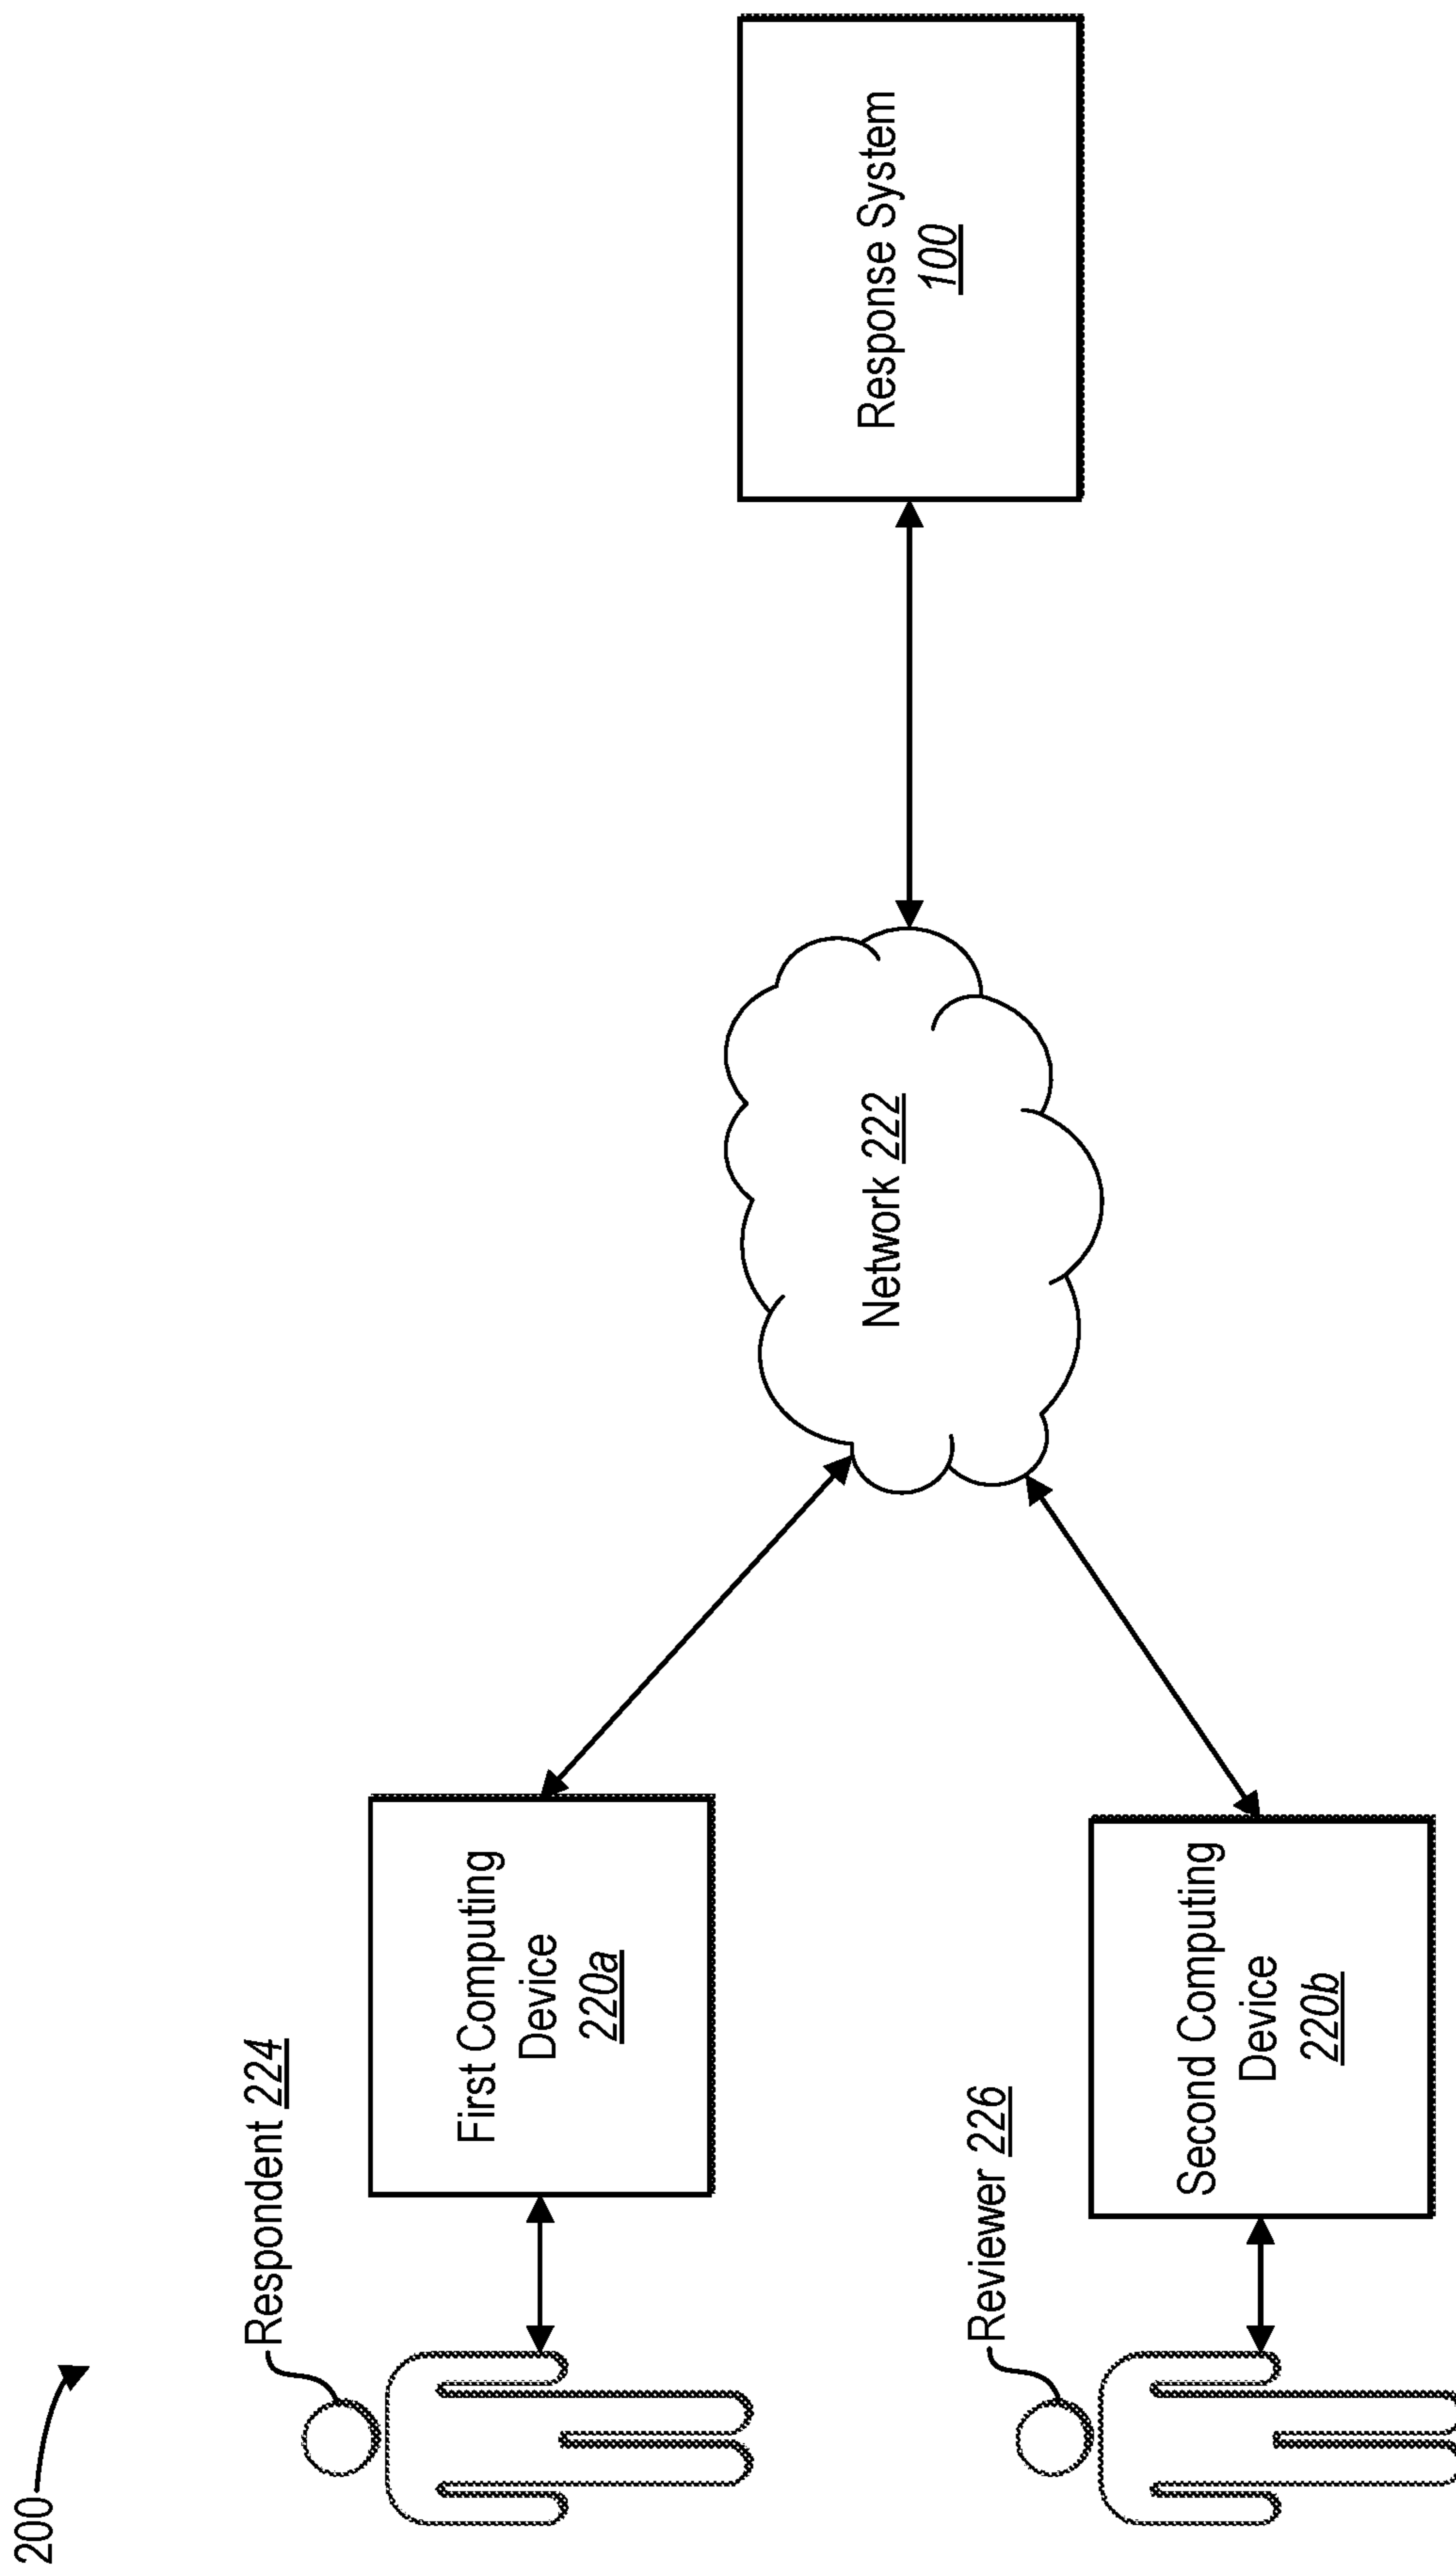 200
Respondent 224
First Computing
Device
220a
Network 222
Response System
100
Reviewer 226
Second Computing
Device
220b